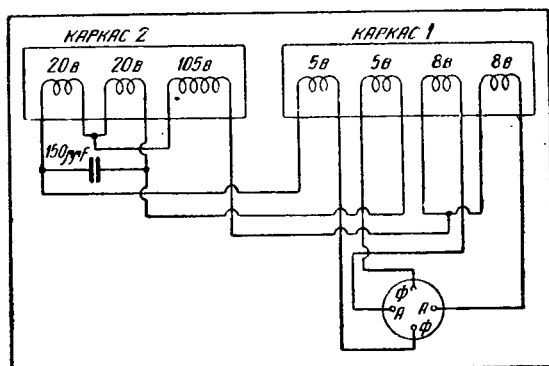 КАРКАС 2
КАРКАС 1
20в 20в 105в
5в 5в 8в 8в
150μμF
Ф
А А
Ф